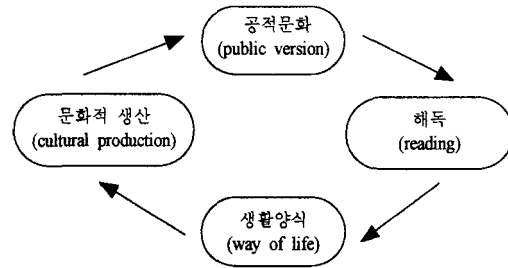 공적문화
(public version)
문화적 생산
(cultural production)
해독
(reading)
생활양식
(way of life)